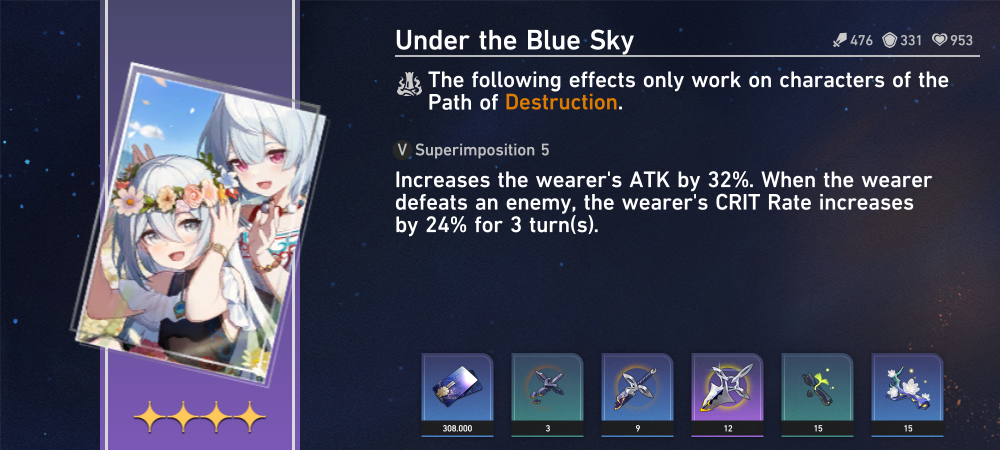 Under the Blue Sky
476 331 953
The following effects only work on characters of the
Path of Destruction.
V Superimposition 5
Increases the wearer's ATK by 32%. When the wearer
defeats an enemy, the wearer's CRIT Rate increases
by 24% for 3 turn(s).
308.000 3 9 12 15 15